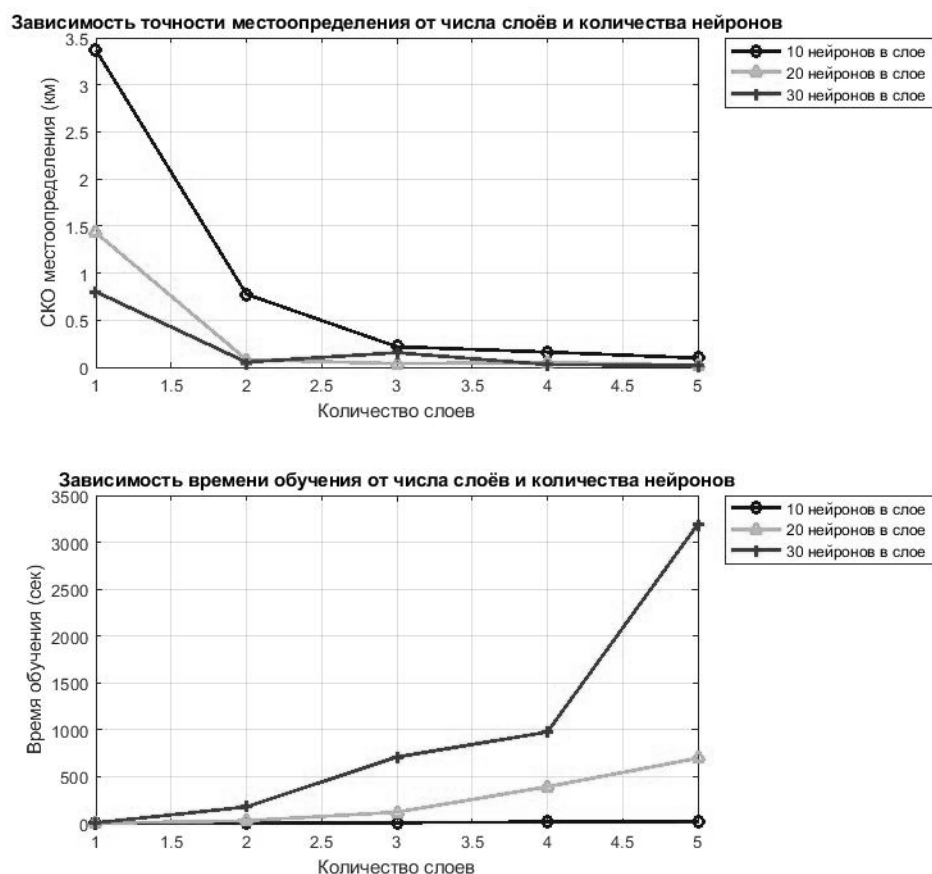 Зависимость точности местоопределения от числа слоёв и количества нейронов
3.5
3
2.5
2
1.5
1
0.5
0
СКО местоопределения (км)
1 1.5 2 2.5 3 3.5 4 4.5 5
Количество слоев
10 нейронов в слое
20 нейронов в слое
30 нейронов в слое
Зависимость времени обучения от числа слоёв и количества нейронов
3500
3000
2500
2000
1500
1000
500
0
Время обучения (сек)
1 1.5 2 2.5 3 3.5 4 4.5 5
Количество слоев
10 нейронов в слое
20 нейронов в слое
30 нейронов в слое